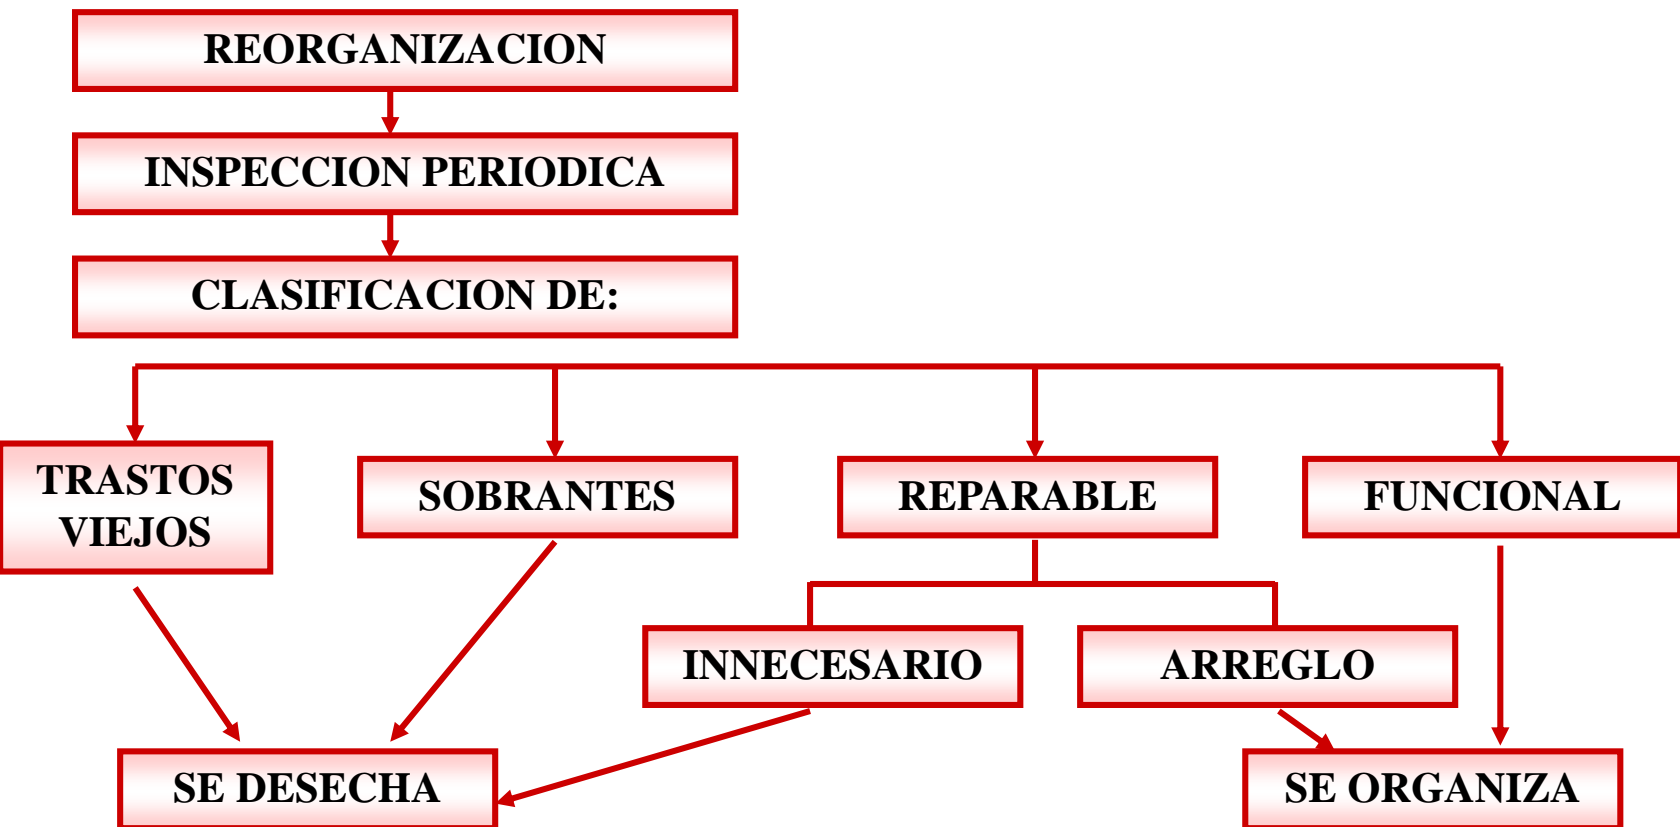 REORGANIZACION
INSPECCION PERIODICA
CLASIFICACION DE:
TRASTOS
VIEJOS
SOBRANTES
REPARABLE
FUNCIONAL
INNECESARIO
ARREGLO
SE DESECHA
SE ORGANIZA